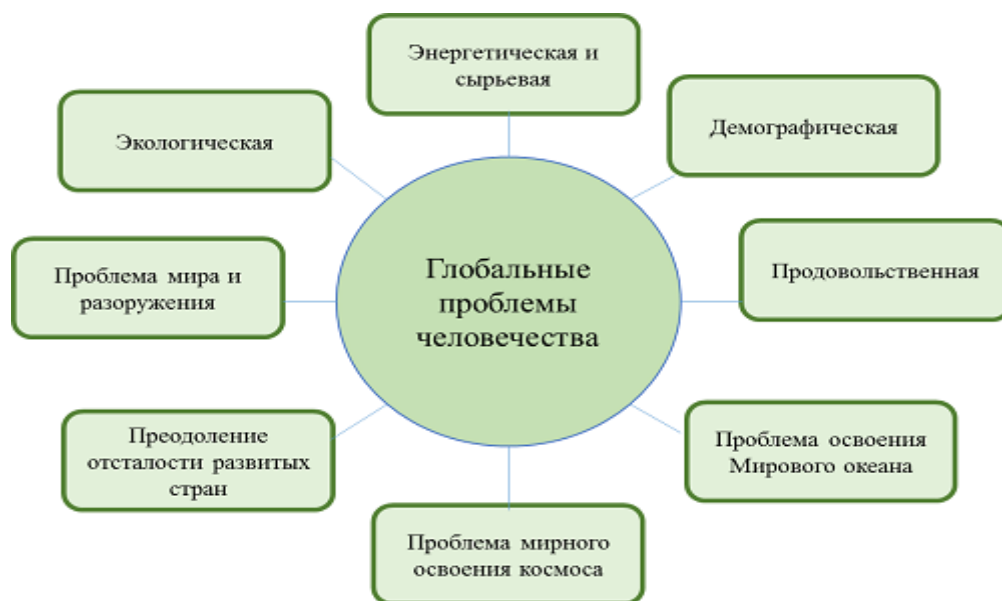 Энергетическая и
сырьевая
Экологическая
Демографическая
Проблема мира и
разоружения
Глобальные
проблемы
человечества
Продовольственная
Преодоление
отсталости развитых
стран
Проблема освоения
Мирового океана
Проблема мирного
освоения космоса